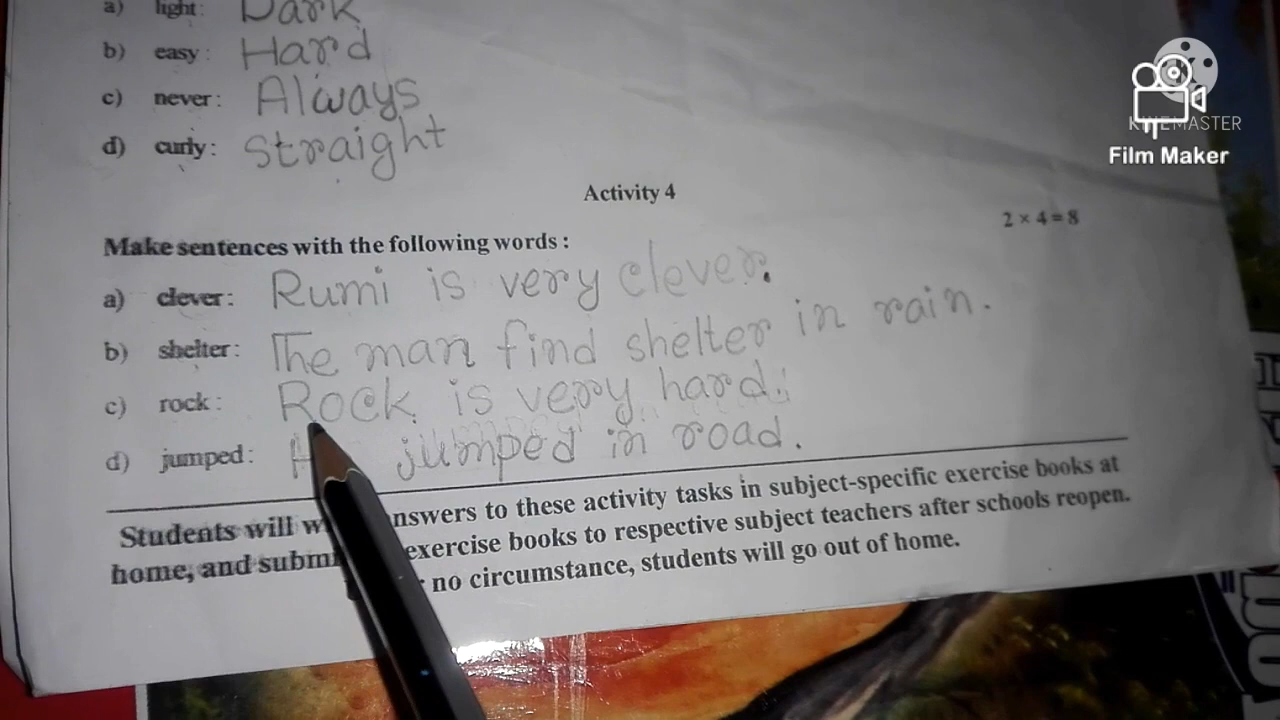 a) light: Dark
b) easy: Hard
c) never: Always
d) curly: Straight
Activity 4
2 × 4 = 8
Make sentences with the following words :
a) clever: Rumi is very clever.
b) shelter: The man find shelter in rain.
c) rock: Rock is very hard.
d) jumped: jumped in road.
Students will answers to these activity tasks in subject-specific exercise books at
home, and exercise books to respective subject teachers after schools reopen.
no circumstance, students will go out of home.
KINEMASTER
Film Maker